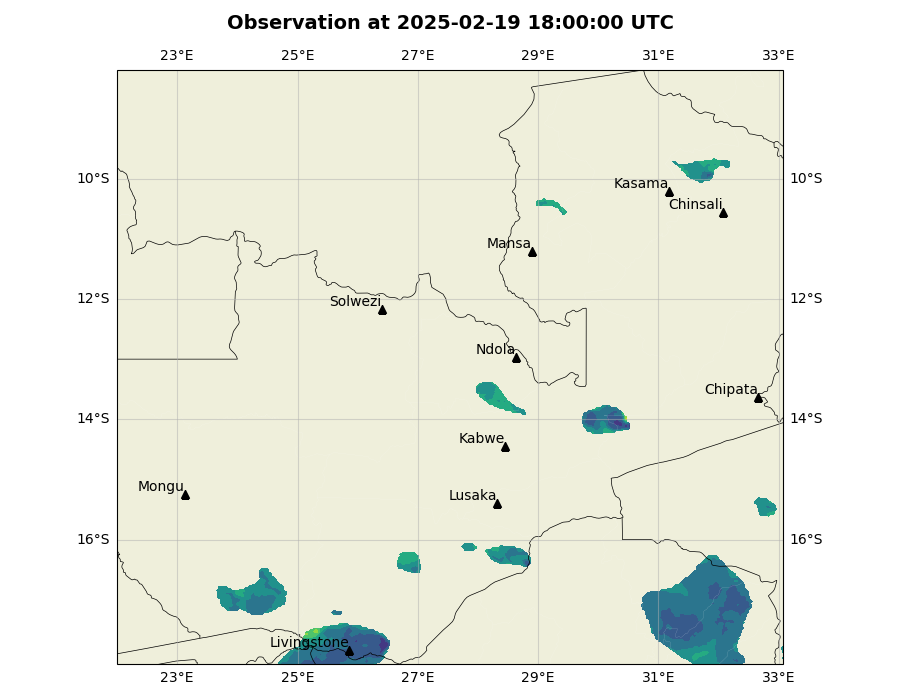 Observation at 2025-02-19 18:00:00 UTC
23°E 25°E 27°E 29°E 31°E 33°E
10°S 10°S
Kasama
Chinsali
Mansa
12°S 12°S
Solwezi
Ndola
Chipata
14°S 14°S
Kabwe
Mongu
Lusaka
16°S 16°S
Livingstone
23°E 25°E 27°E 29°E 31°E 33°E